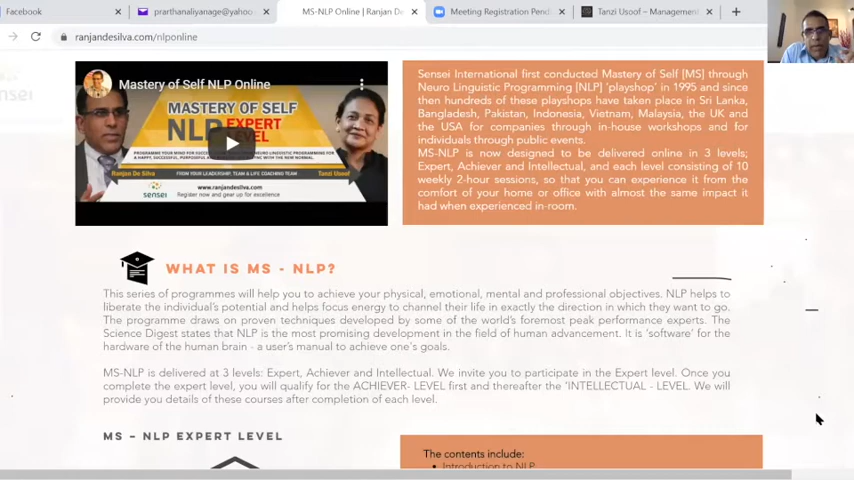 Facebook
prarthanaliyanage@yahoo
MS-NLP Online | Ranjan De
Meeting Registration Pend
Tanzi Usoof – Management
ranjandesilva.com/nlponline
Mastery of Self NLP Online
MASTERY OF SELF
NLP EXPERT LEVEL
Ranjan De Silva
FROM YOUR LEADERSHIP, TEAM & LIFE COACHING TEAM
Tanzi Usoof
sensei
www.ranjandesilva.com
Register now and gear up for excellence
Sensei International first conducted Mastery of Self [MS] through
Neuro Linguistic Programming [NLP] 'playshop' in 1995 and since
then hundreds of these playshops have taken place in Sri Lanka,
Bangladesh, Pakistan, Indonesia, Vietnam, Malaysia, the UK and
the USA for companies through in-house workshops and for
individuals through public events.
MS-NLP is now designed to be delivered online in 3 levels;
Expert, Achiever and Intellectual, and each level consisting of 10
weekly 2-hour sessions, so that you can experience it from the
comfort of your home or office with almost the same impact it
had when experienced in-room.
WHAT IS MS - NLP?
This series of programmes will help you to achieve your physical, emotional, mental and professional objectives. NLP helps to
liberate the individual's potential and helps focus energy to channel their life in exactly the direction in which they want to go.
The programme draws on proven techniques developed by some of the world's foremost peak performance experts. The
Science Digest states that NLP is the most promising development in the field of human advancement. It is 'software' for the
hardware of the human brain - a user's manual to achieve one's goals.
MS-NLP is delivered at 3 levels: Expert, Achiever and Intellectual. We invite you to participate in the Expert level. Once you
complete the expert level, you will qualify for the ACHIEVER- LEVEL first and thereafter the 'INTELLECTUAL - LEVEL. We will
provide you details of these courses after completion of each level.
MS – NLP EXPERT LEVEL
The contents include:
• Introduction to NLP